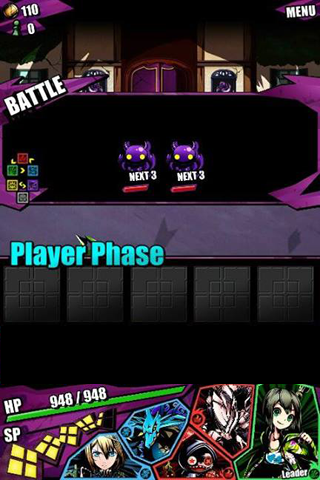 110
MENU
0
BATTLE
NEXT 3
NEXT 3
Player Phase
HP
948 / 948
SP
Leader